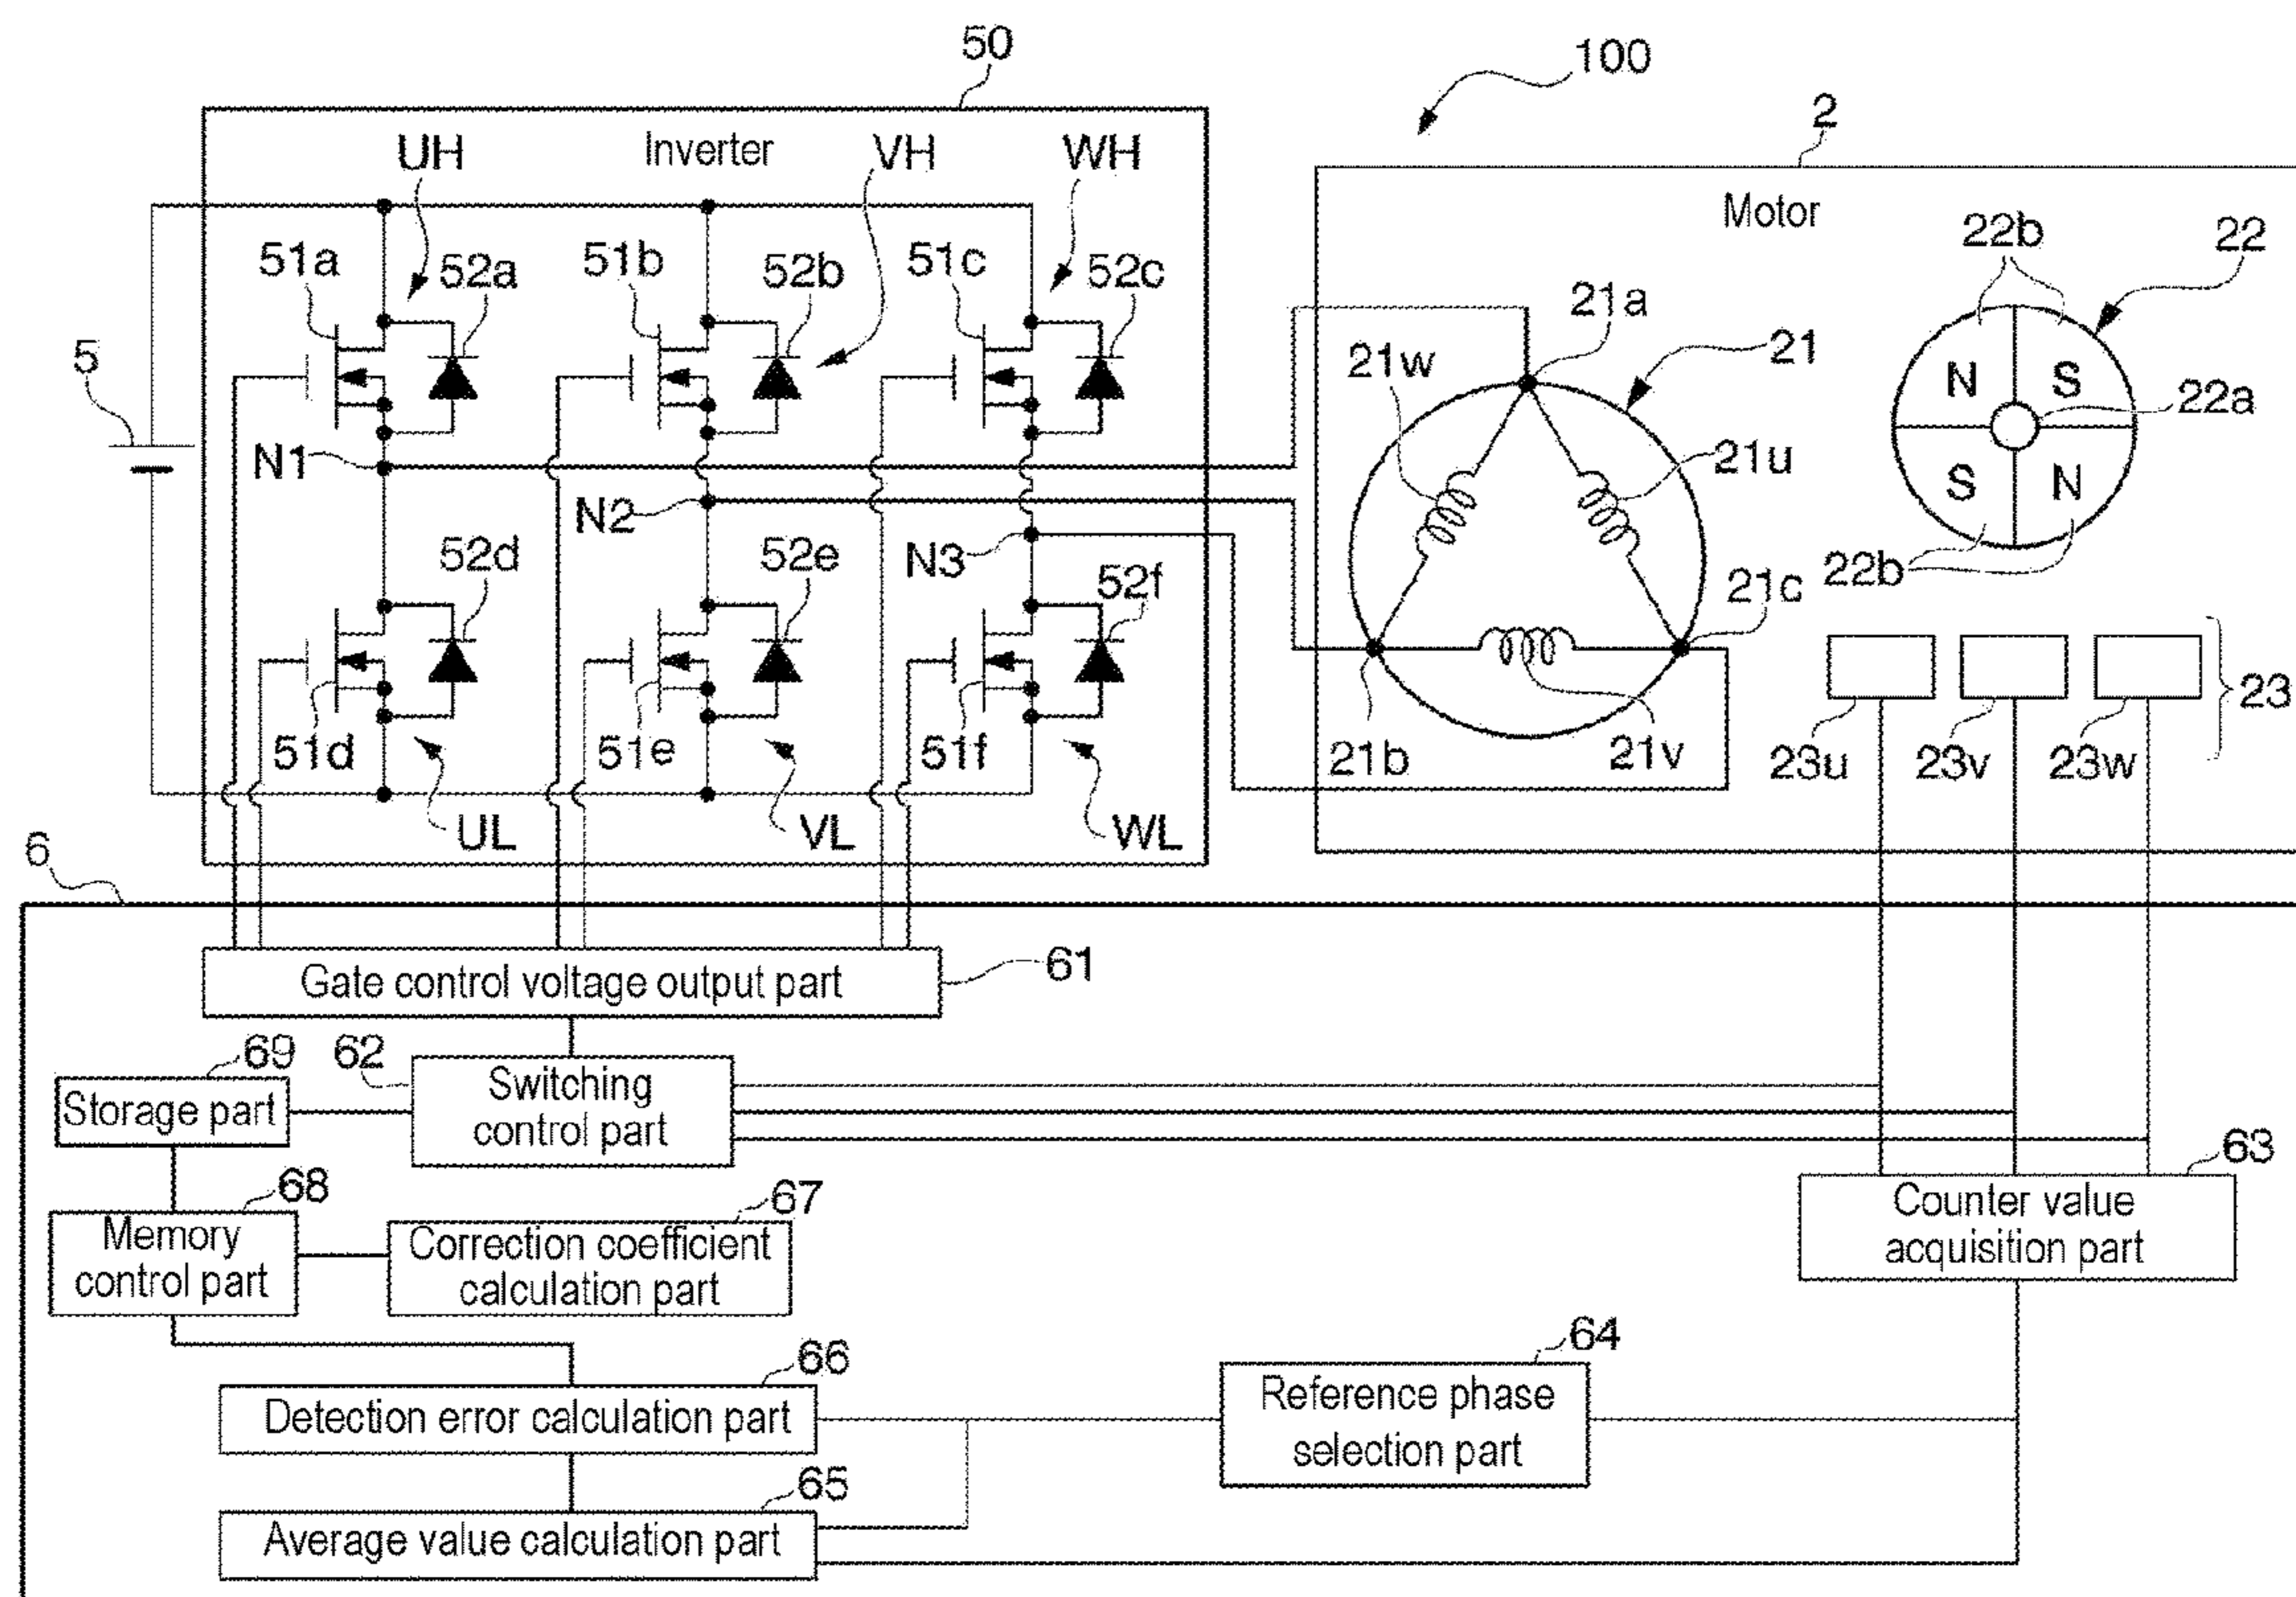 50
100
2
UH
Inverter
VH
WH
Motor
22b
22
51a
52a
51b
52b
51c
52c
21a
5
21w
21
N
S
22a
N1
21u
S
N
N2
52d
52e
N3
52f
21c
22b
23
51d
51e
51f
21b
21v
23u
23v
23w
6
UL
VL
WL
Gate control voltage output part
61
69
62
Storage part
Switching
control part
63
68
67
Counter value
acquisition part
Memory
control part
Correction coefficient
calculation part
66
64
Detection error calculation part
Reference phase
selection part
65
Average value calculation part